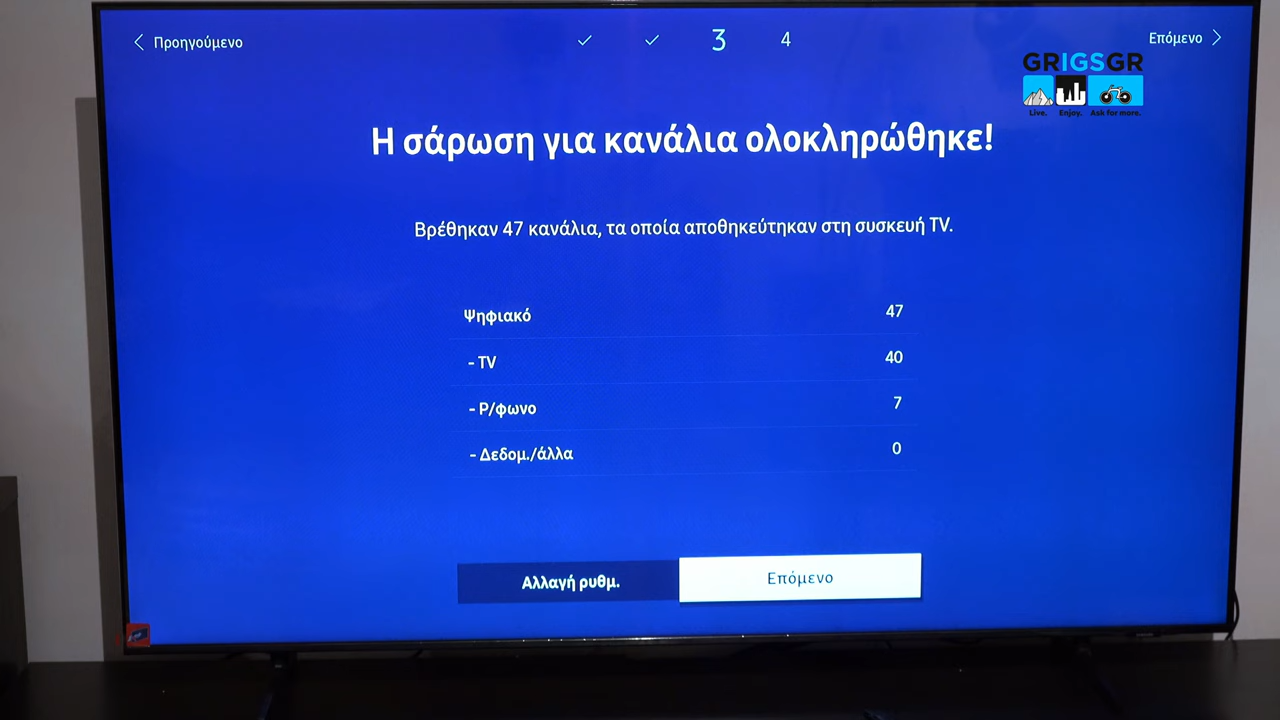 Προηγούμενο
3
4
Επόμενο
GRIGSGR
Live. Enjoy. Ask for more.
Η σάρωση για κανάλια ολοκληρώθηκε!
Βρέθηκαν 47 κανάλια, τα οποία αποθηκεύτηκαν στη συσκευή TV.
Ψηφιακό 47
- TV 40
- Ρ/φωνο 7
- Δεδομ./άλλα 0
Αλλαγή ρυθμ.
Επόμενο